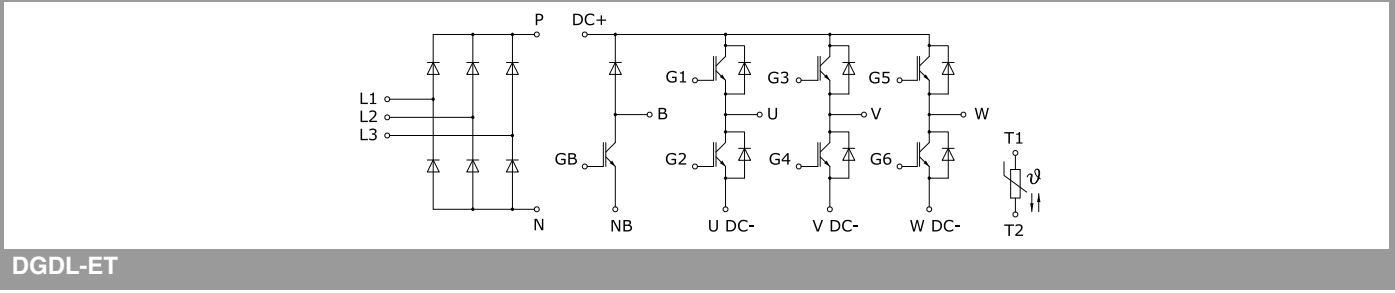 P DC+
G1 G3 G5
L1
L2 B U V W
L3
T1
GB G2 G4 G6
ϑ
N NB U DC- V DC- W DC- T2
DGDL-ET